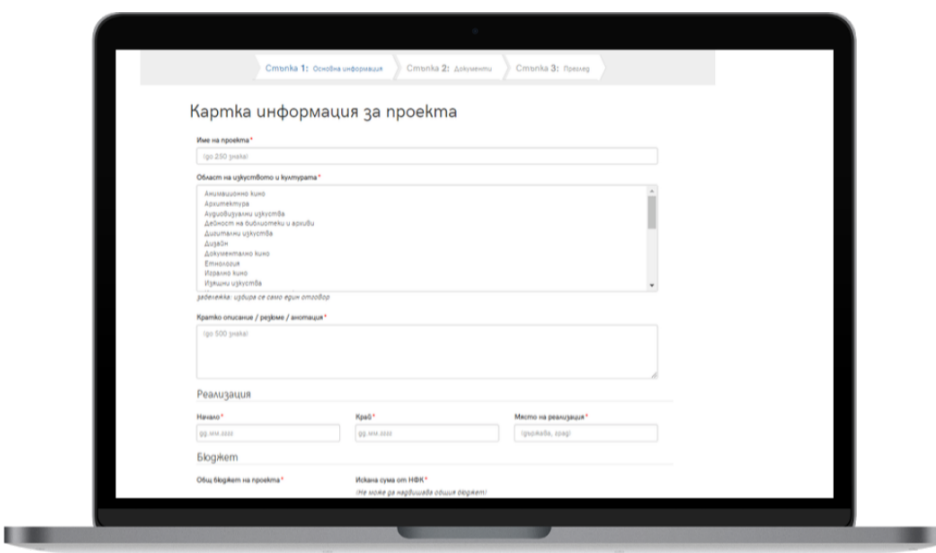 Стъпка 1: Основна информация Стъпка 2: Документи Стъпка 3: Преглед
Картка информация за проекта
Име на проекта*
(до 250 знака)
Област на изкуството и културата*
Анимационно кино
Архитектура
Аудиовизуални изкуства
Дейност на библиотеки и архиви
Дигитални изкуства
Дизайн
Документално кино
Етнология
Игрално кино
Изящни изкуства
забележка: избира се само един отговор
Кратко описание / резюме / анотация*
(до 500 знака)
Реализация
Начало* Край* Място на реализация*
дд.мм.гггг дд.мм.гггг (държава, град)
Бюджет
Общ бюджет на проекта* Искана сума от НФК*
(Не може да надвишава общия бюджет)